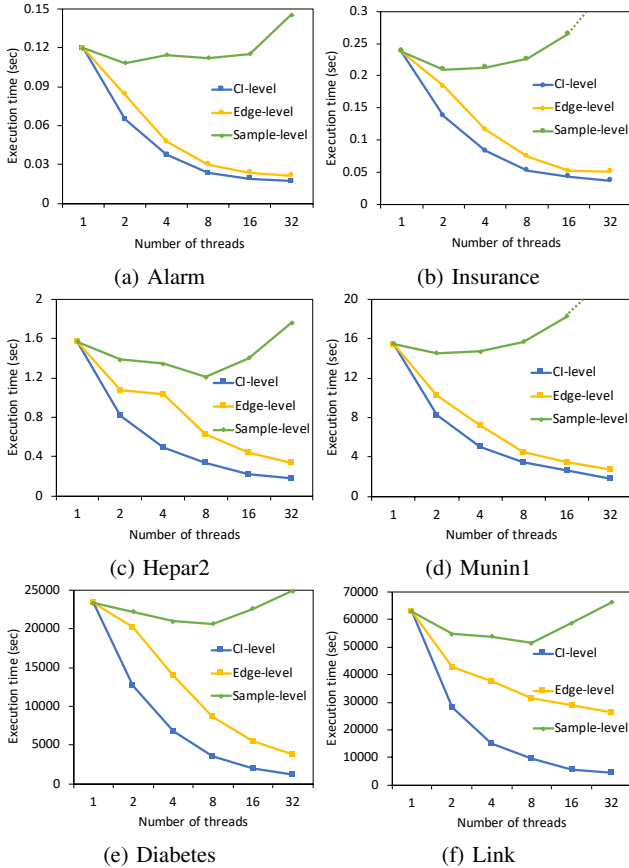 0.15
0.12
0.09
0.06
0.03
0
Execution time (sec)
CI-level
Edge-level
Sample-level
1 2 4 8 16 32
Number of threads
(a) Alarm
0.3
0.25
0.2
0.15
0.1
0.05
0
Execution time (sec)
CI-level
Edge-level
Sample-level
1 2 4 8 16 32
Number of threads
(b) Insurance
2
1.6
1.2
0.8
0.4
0
Execution time (sec)
CI-level
Edge-level
Sample-level
1 2 4 8 16 32
Number of threads
(c) Hepar2
20
16
12
8
4
0
Execution time (sec)
CI-level
Edge-level
Sample-level
1 2 4 8 16 32
Number of threads
(d) Munin1
25000
20000
15000
10000
5000
0
Execution time (sec)
CI-level
Edge-level
Sample-level
1 2 4 8 16 32
Number of threads
(e) Diabetes
70000
60000
50000
40000
30000
20000
10000
0
Execution time (sec)
CI-level
Edge-level
Sample-level
1 2 4 8 16 32
Number of threads
(f) Link